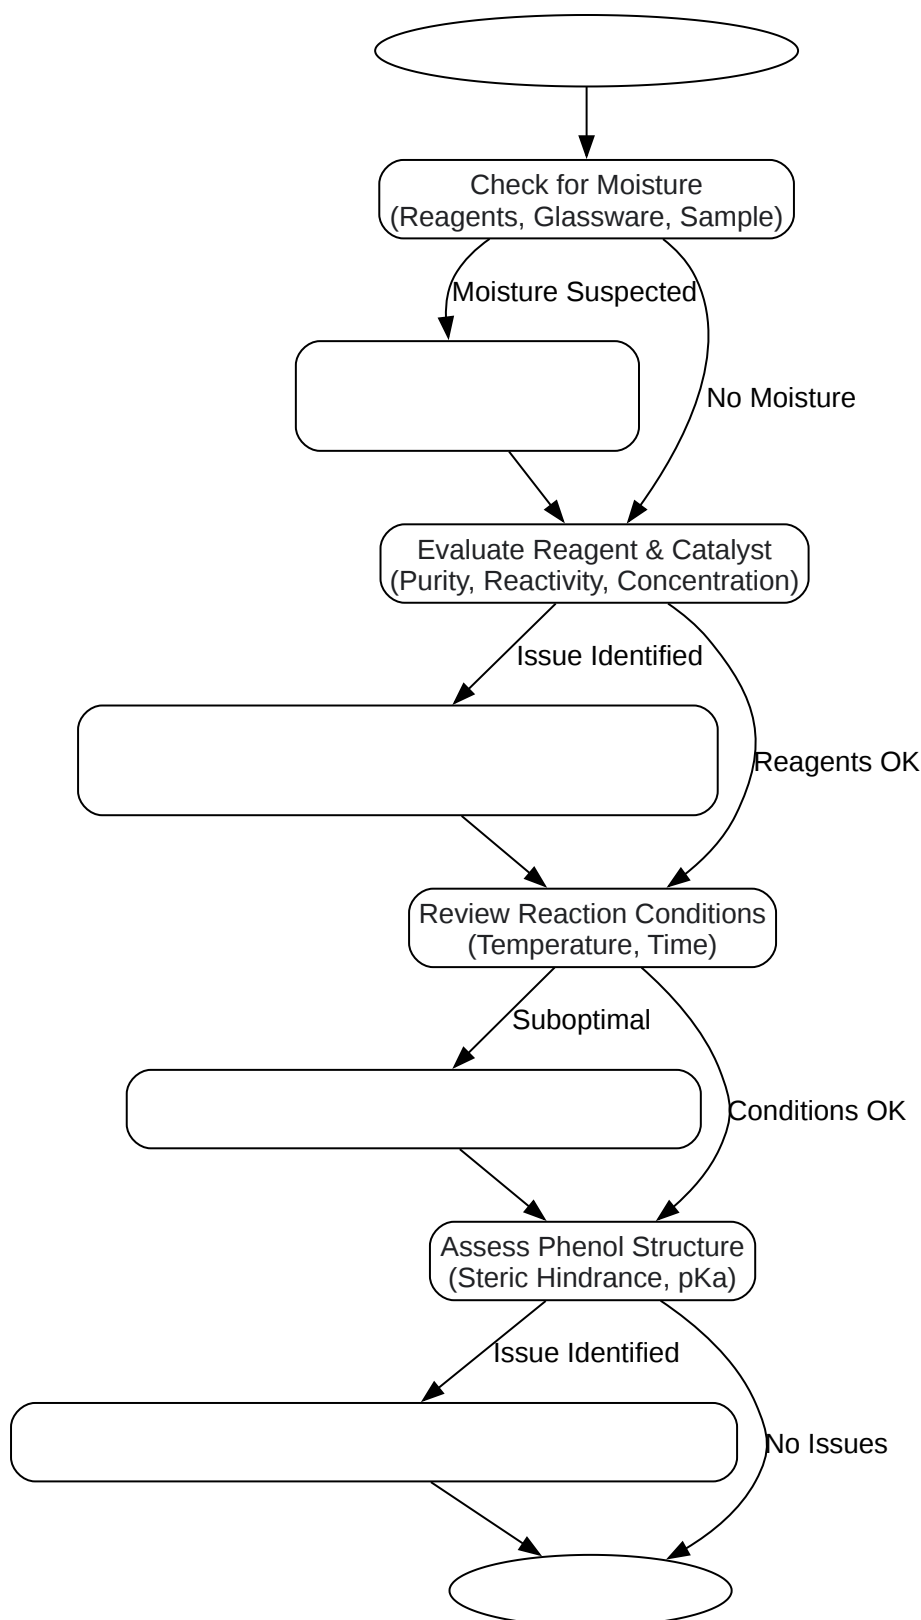 Check for Moisture
(Reagents, Glassware, Sample)
Moisture Suspected
No Moisture
Evaluate Reagent & Catalyst
(Purity, Reactivity, Concentration)
Issue Identified
Reagents OK
Review Reaction Conditions
(Temperature, Time)
Suboptimal
Conditions OK
Assess Phenol Structure
(Steric Hindrance, pKa)
Issue Identified
No Issues